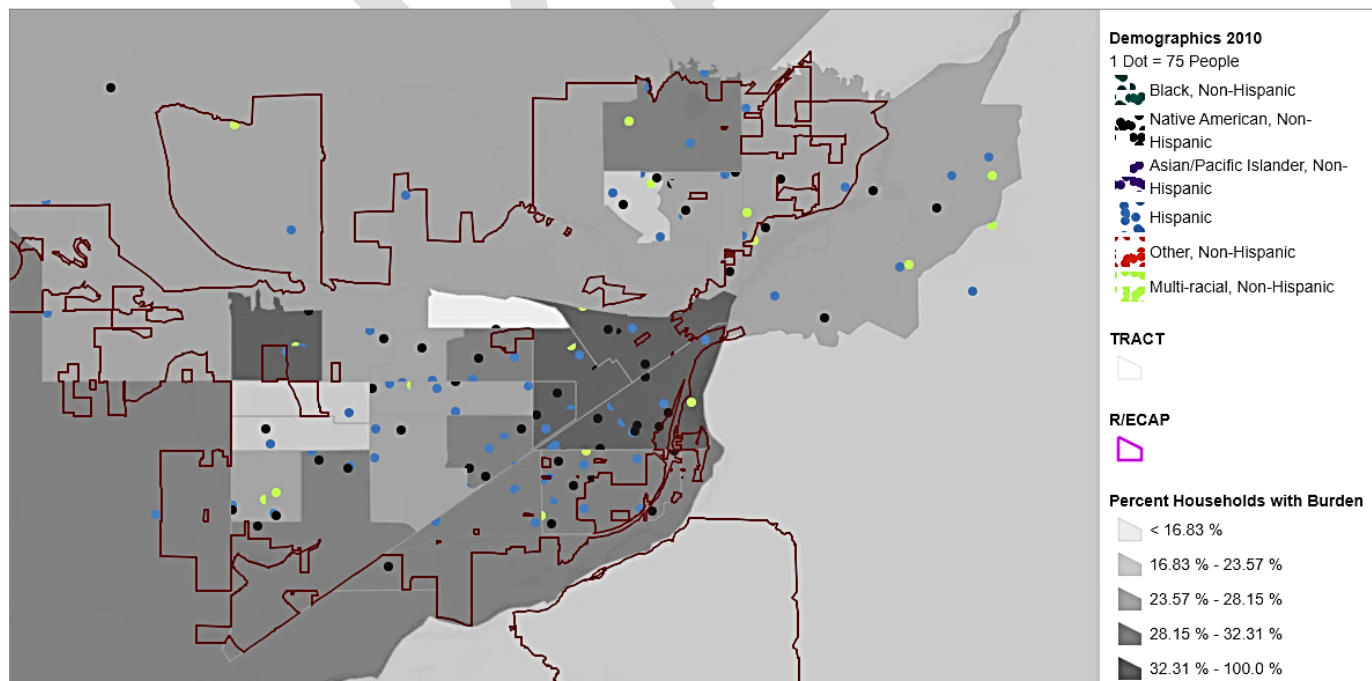 Demographics 2010
1 Dot = 75 People
Black, Non-Hispanic
Native American, Non-
Hispanic
Asian/Pacific Islander, Non-
Hispanic
Hispanic
Other, Non-Hispanic
Multi-racial, Non-Hispanic
TRACT
R/ECAP
Percent Households with Burden
< 16.83 %
16.83 % - 23.57 %
23.57 % - 28.15 %
28.15 % - 32.31 %
32.31 % - 100.0 %